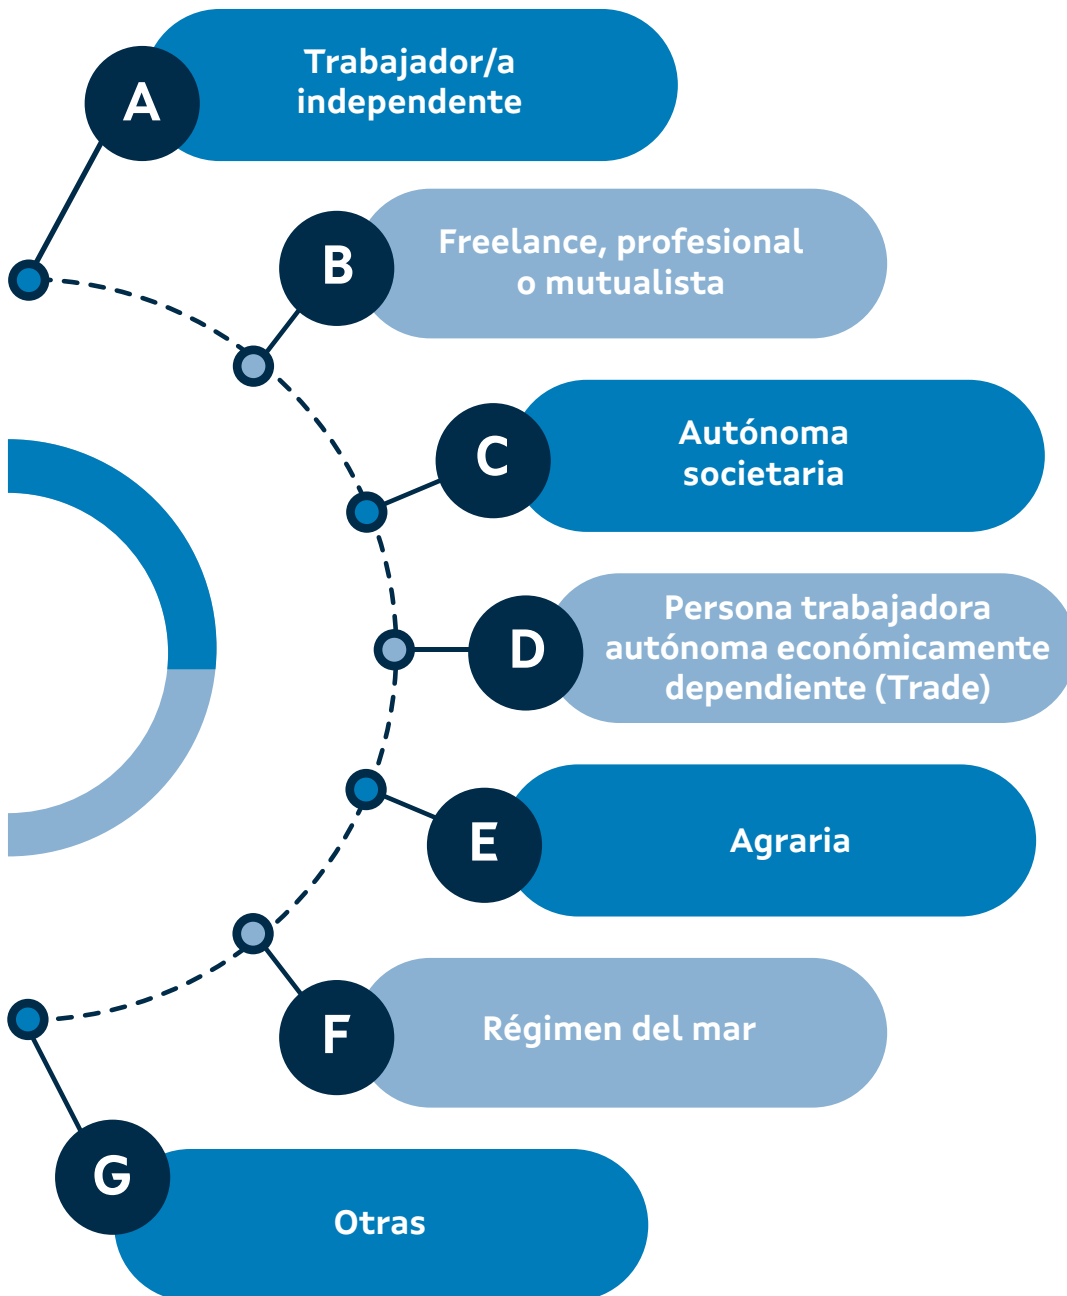 A
Trabajador/a
independente
B
Freelance, profesional
o mutualista
C
Autónoma
societaria
D
Persona trabajadora
autónoma económicamente
dependiente (Trade)
E
Agraria
F
Régimen del mar
G
Otras